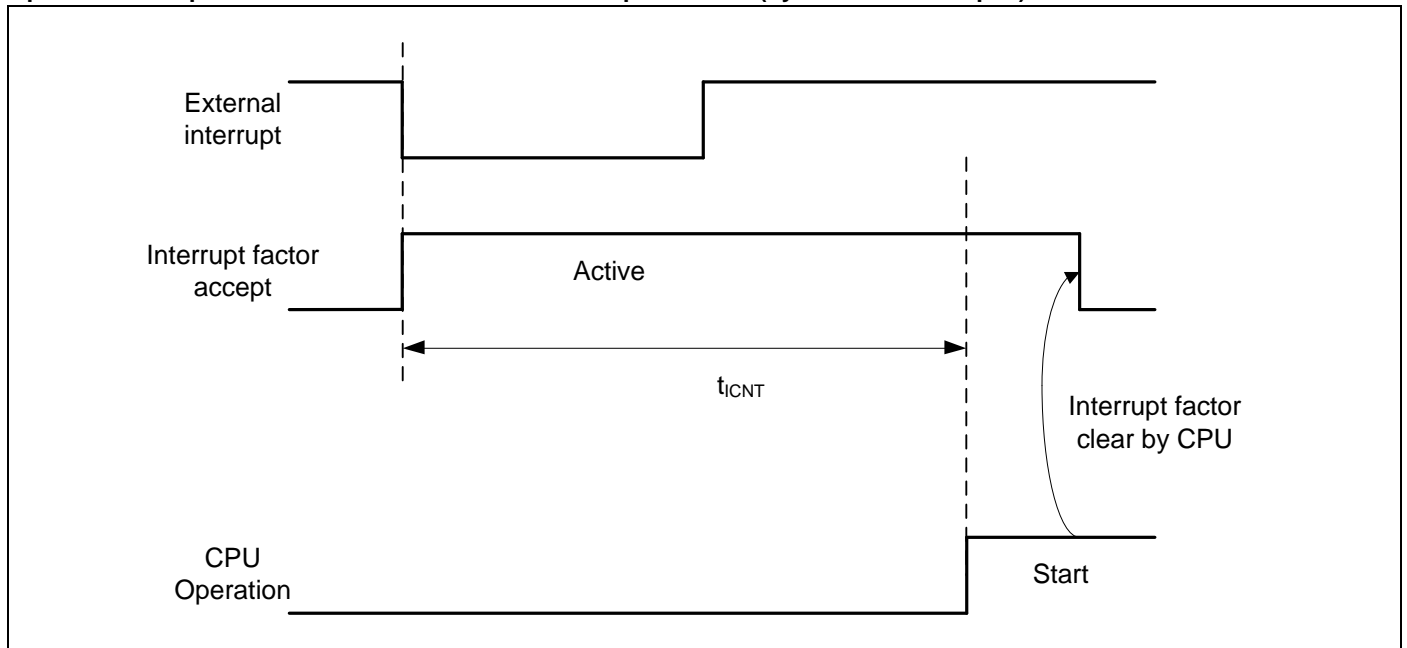 External
interrupt
Interrupt factor
accept
Active
tICNT
Interrupt factor
clear by CPU
CPU
Operation
Start